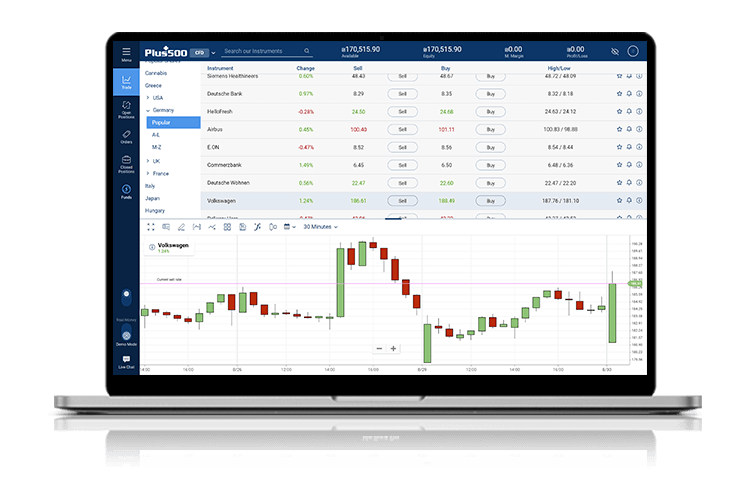 Menu
Plus500
CFD
Search our Instruments
170,515.90
Available
170,515.90
Equity
0.00
M. Margin
0.00
Profit/Loss
Trade
Open
Positions
Orders
Closed
Positions
Funds
Real Money
Demo Mode
Live Chat
Cannabis
Greece
USA
Germany
Popular
A-L
M-Z
UK
France
Italy
Japan
Hungary
Instrument Change Sell Buy High/Low
Siemens Healthineers 0.60% 48.43 Sell 48.67 Buy 48.72 / 48.09
Deutsche Bank 0.97% 8.29 Sell 8.35 Buy 8.32 / 8.18
HelloFresh -0.28% 24.50 Sell 24.68 Buy 24.63 / 24.12
Airbus 0.45% 100.40 Sell 101.11 Buy 100.83 / 98.88
E.ON -0.47% 8.52 Sell 8.56 Buy 8.54 / 8.44
Commerzbank 1.49% 6.45 Sell 6.50 Buy 6.48 / 6.36
Deutsche Wohnen 0.56% 22.47 Sell 22.60 Buy 22.47 / 22.20
Volkswagen 1.24% 186.61 Sell 188.49 Buy 187.76 / 181.10
30 Minutes
Volkswagen
1.24%
Current sell rate
14:00 19:00 8/26 12:00 14:00 19:00 8/29 12:00 14:00 19:00 8/30